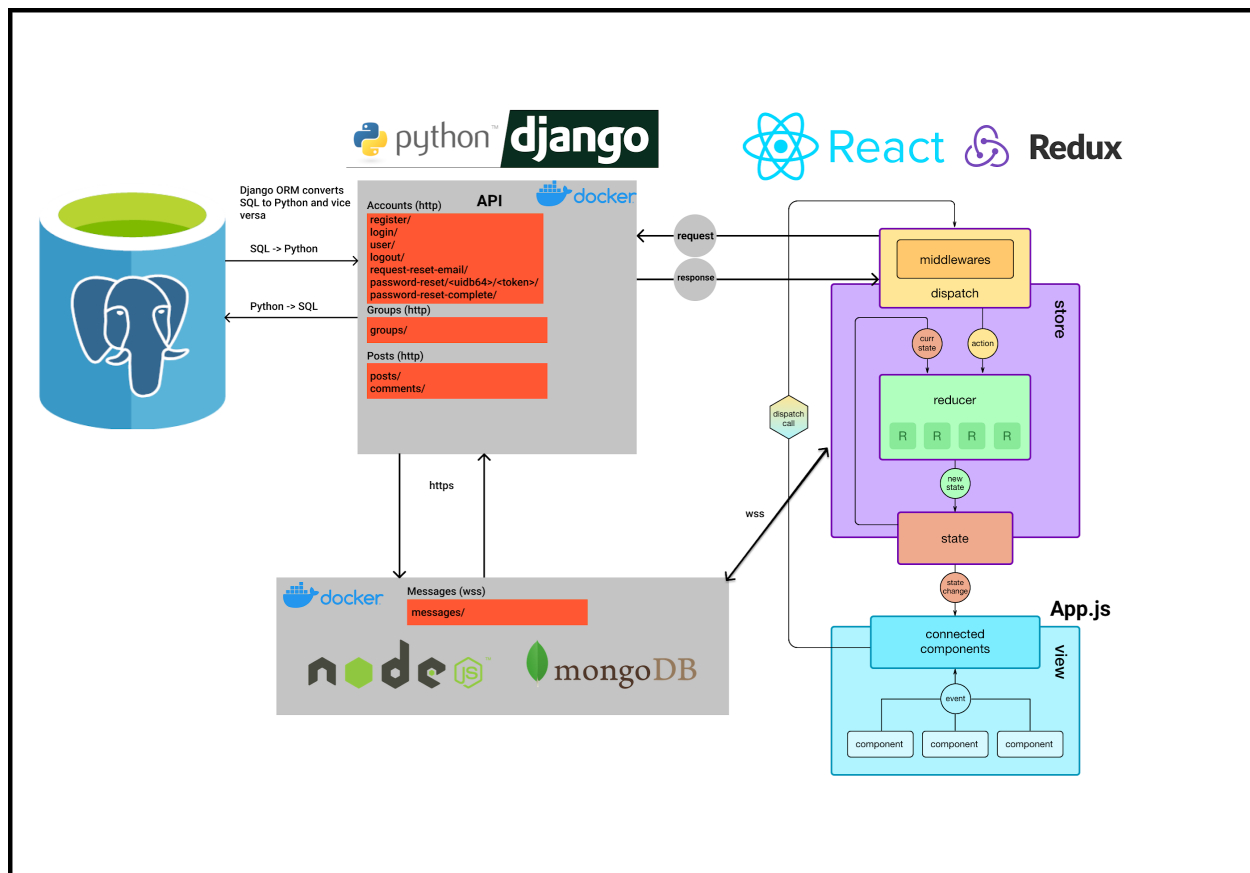 python™
django
React
Redux
Django ORM converts
SQL to Python and vice
versa
SQL -> Python
Python -> SQL
API
docker
Accounts (http)
register/
login/
user/
logout/
request-reset-email/
password-reset/<uidb64>/<token>/
password-reset-complete/
Groups (http)
groups/
Posts (http)
posts/
comments/
request
response
middlewares
dispatch
store
curr
state
action
reducer
R
R
R
R
dispatch
call
new
state
state
state
change
https
wss
docker
Messages (wss)
messages/
node
JS™
mongoDB
App.js
connected
components
view
event
component
component
component